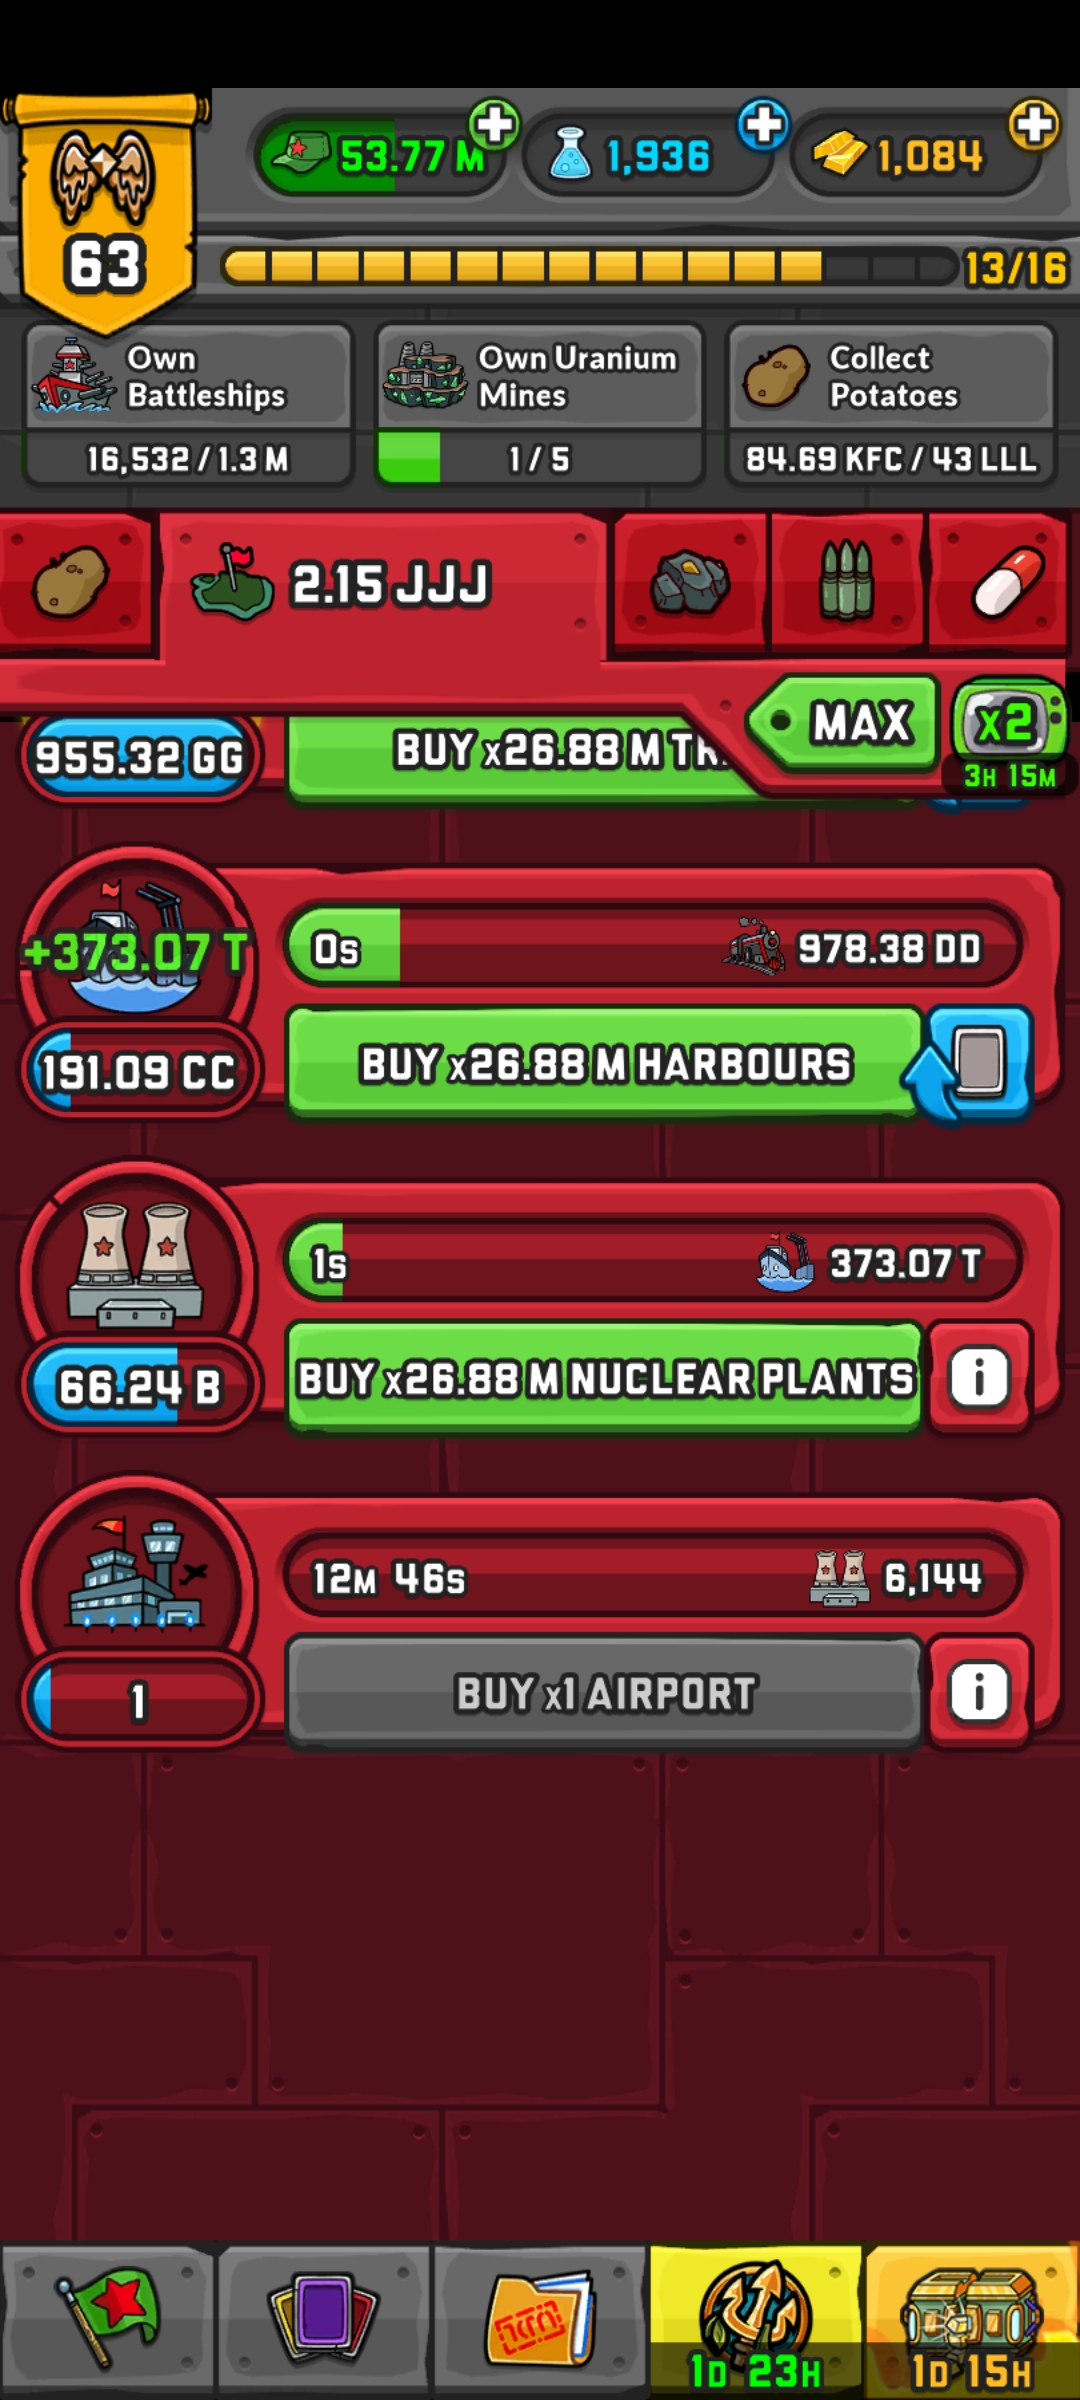 63
53.77 M
1,936
1,084
13/16
Own
Battleships
16,532 / 1.3 M
Own Uranium
Mines
1 / 5
Collect
Potatoes
84.69 KFC / 43 LLL
2.15 JJJ
MAX
x2
3H 15M
955.32 GG
BUY x26.88 M TR
+373.07 T
0s
978.38 DD
191.09 CC
BUY x26.88 M HARBOURS
1s
373.07 T
66.24 B
BUY x26.88 M NUCLEAR PLANTS
i
12M 46s
6,144
1
BUY x1 AIRPORT
i
1D 23H
1D 15H